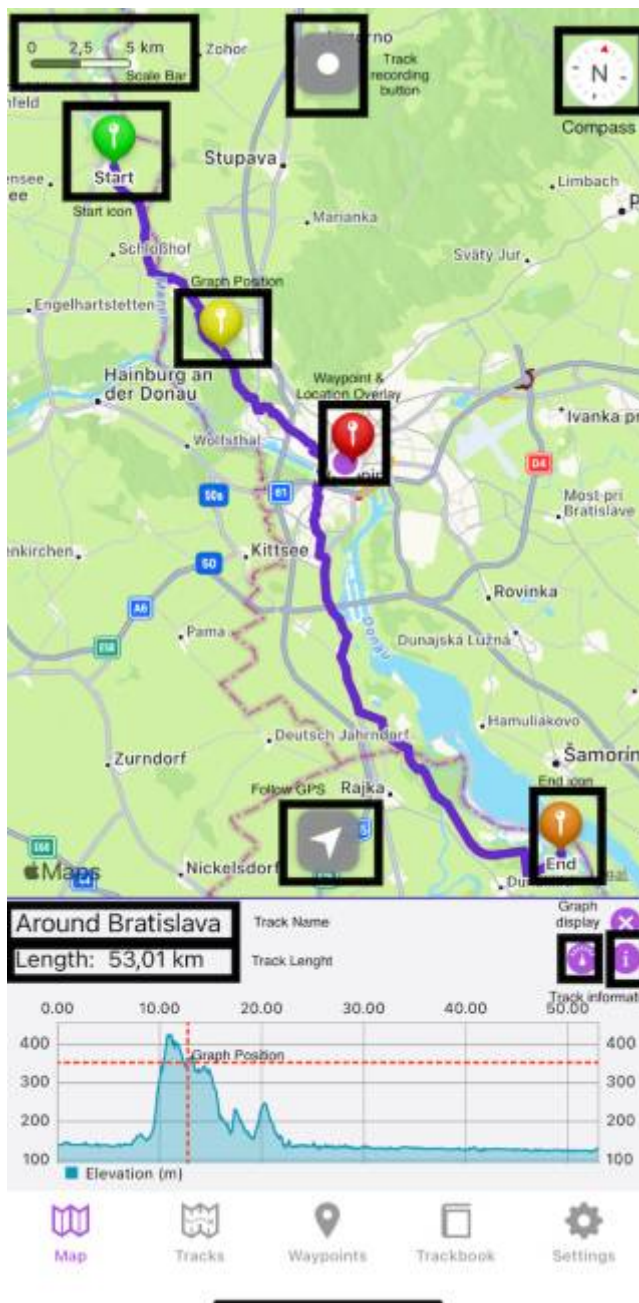 0 2,5 5 km
Scale Bar
Zohor
Track
recording
button
N
Compass
Start
Start icon
Stupava
Limbach
Marianka
Schloßhof
Svätý Jur
Graph Position
Engelhartstetten
Hainburg an
der Donau
Waypoint &
Location Overlay
Ivanka pr
Wolfsthal
D4
61
50a
Most pri
Bratislave
enkirchen
Kittsee
50
Rovinka
A6
E58
Pama
Donau
Dunajská Lužná
Hamuliakovo
Deutsch Jahrndorf
Zurndorf
Šamorín
End icon
Follow GPS
Rajka
End
Maps
Nickelsdorf
Around Bratislava
Track Name
Graph
display
Length: 53,01 km
Track Lenght
i
Track informat
0.00 10.00 20.00 30.00 40.00 50.00
400 400
Graph Position
300 300
200 200
100 100
Elevation (m)
Map Tracks Waypoints Trackbook Settings